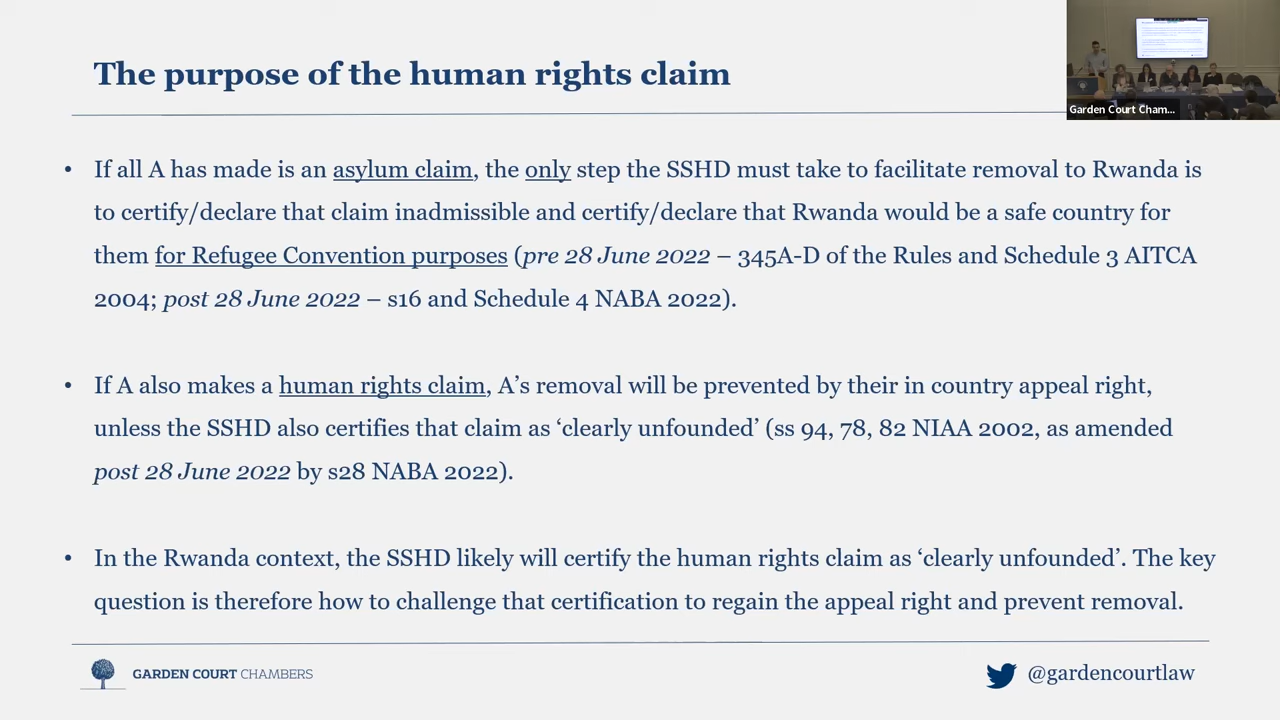 The purpose of the human rights claim
Garden Court Cham...
• If all A has made is an asylum claim, the only step the SSHD must take to facilitate removal to Rwanda is
to certify/declare that claim inadmissible and certify/declare that Rwanda would be a safe country for
them for Refugee Convention purposes (pre 28 June 2022 – 345A-D of the Rules and Schedule 3 AITCA
2004; post 28 June 2022 – s16 and Schedule 4 NABA 2022).
• If A also makes a human rights claim, A’s removal will be prevented by their in country appeal right,
unless the SSHD also certifies that claim as ‘clearly unfounded’ (ss 94, 78, 82 NIAA 2002, as amended
post 28 June 2022 by s28 NABA 2022).
• In the Rwanda context, the SSHD likely will certify the human rights claim as ‘clearly unfounded’. The key
question is therefore how to challenge that certification to regain the appeal right and prevent removal.
GARDEN COURT CHAMBERS
@gardencourtlaw